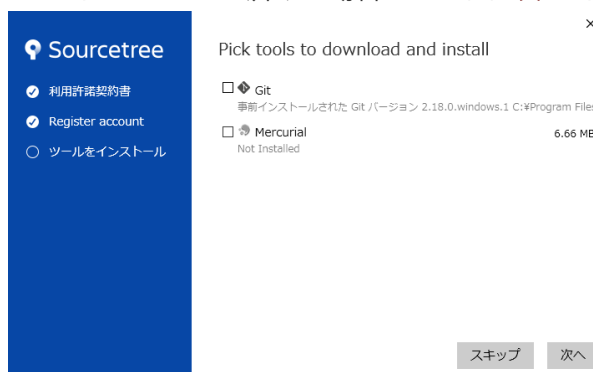 Sourcetree
利用許諾契約書
Register account
ツールをインストール
Pick tools to download and install
Git
事前インストールされた Git バージョン 2.18.0.windows.1 C:¥Program Files
Mercurial
6.66 MB
Not Installed
スキップ
次へ